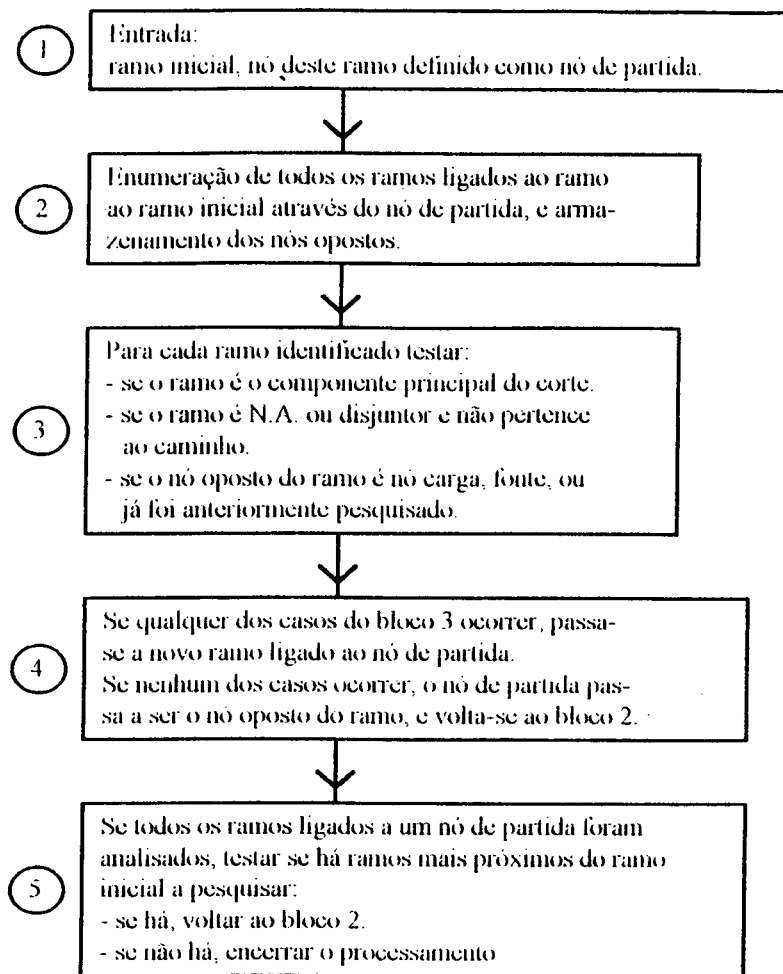 1
Entrada:
ramo inicial, nó deste ramo definido como nó de partida.
2
Enumeração de todos os ramos ligados ao ramo
ao ramo inicial através do nó de partida, e arma-
zenamento dos nós opostos.
3
Para cada ramo identificado testar:
- se o ramo é o componente principal do corte.
- se o ramo é N.A. ou disjuntor e não pertence
ao caminho.
- se o nó oposto do ramo é nó carga, fonte, ou
já foi anteriormente pesquisado.
4
Se qualquer dos casos do bloco 3 ocorrer, passa-
se a novo ramo ligado ao nó de partida.
Se nenhum dos casos ocorrer, o nó de partida pas-
sa a ser o nó oposto do ramo, e volta-se ao bloco 2.
5
Se todos os ramos ligados a um nó de partida foram
analisados, testar se há ramos mais próximos do ramo
inicial a pesquisar:
- se há, voltar ao bloco 2.
- se não há, encerrar o processamento